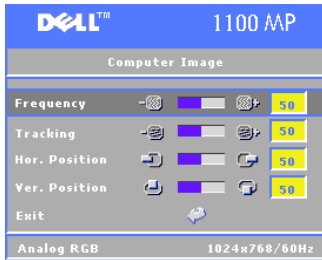 DELL™ 1100 MP
Computer Image
Frequency 50
Tracking 50
Hor. Position 50
Ver. Position 50
Exit
Analog RGB 1024x768/60Hz